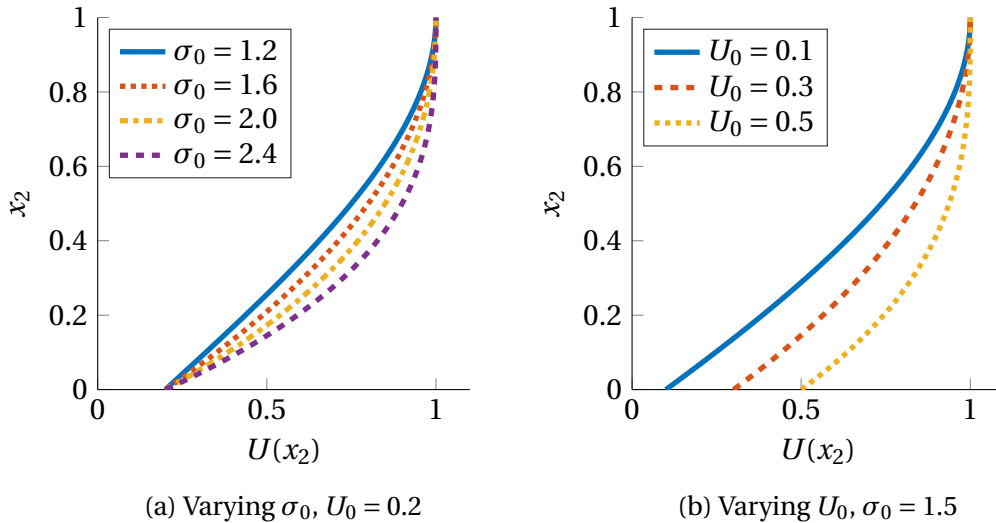 1
0.8
0.6
0.4
0.2
0
x₂
σ₀ = 1.2
σ₀ = 1.6
σ₀ = 2.0
σ₀ = 2.4
0
0.5
1
U(x₂)
(a) Varying σ₀, U₀ = 0.2
1
0.8
0.6
0.4
0.2
0
x₂
U₀ = 0.1
U₀ = 0.3
U₀ = 0.5
0
0.5
1
U(x₂)
(b) Varying U₀, σ₀ = 1.5